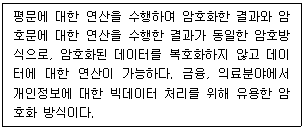 평문에 대한 연산을 수행하여 암호화한 결과와 암
호문에 대한 연산을 수행한 결과가 동일한 암호방
식으로, 암호화된 데이터를 복호화하지 않고 데이
터에 대한 연산이 가능하다. 금융, 의료분야에서
개인정보에 대한 빅데이터 처리를 위해 유용한 암
호화 방식이다.